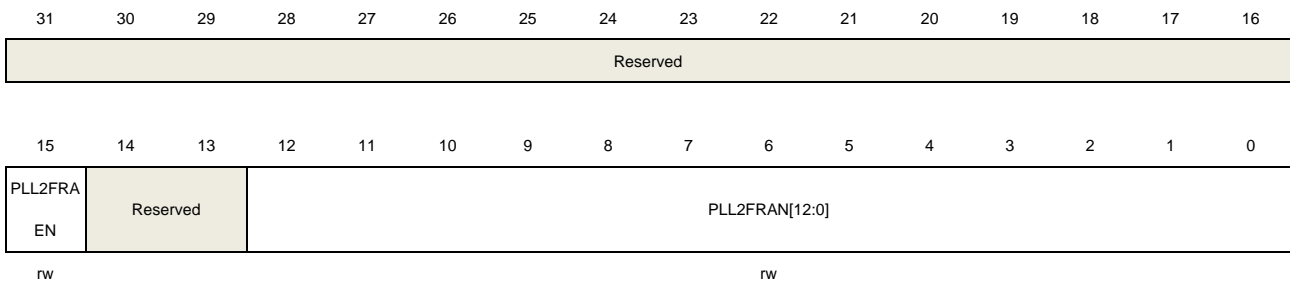 31 30 29 28 27 26 25 24 23 22 21 20 19 18 17 16
Reserved
15 14 13 12 11 10 9 8 7 6 5 4 3 2 1 0
PLL2FRA
EN
Reserved
PLL2FRAN[12:0]
rw rw